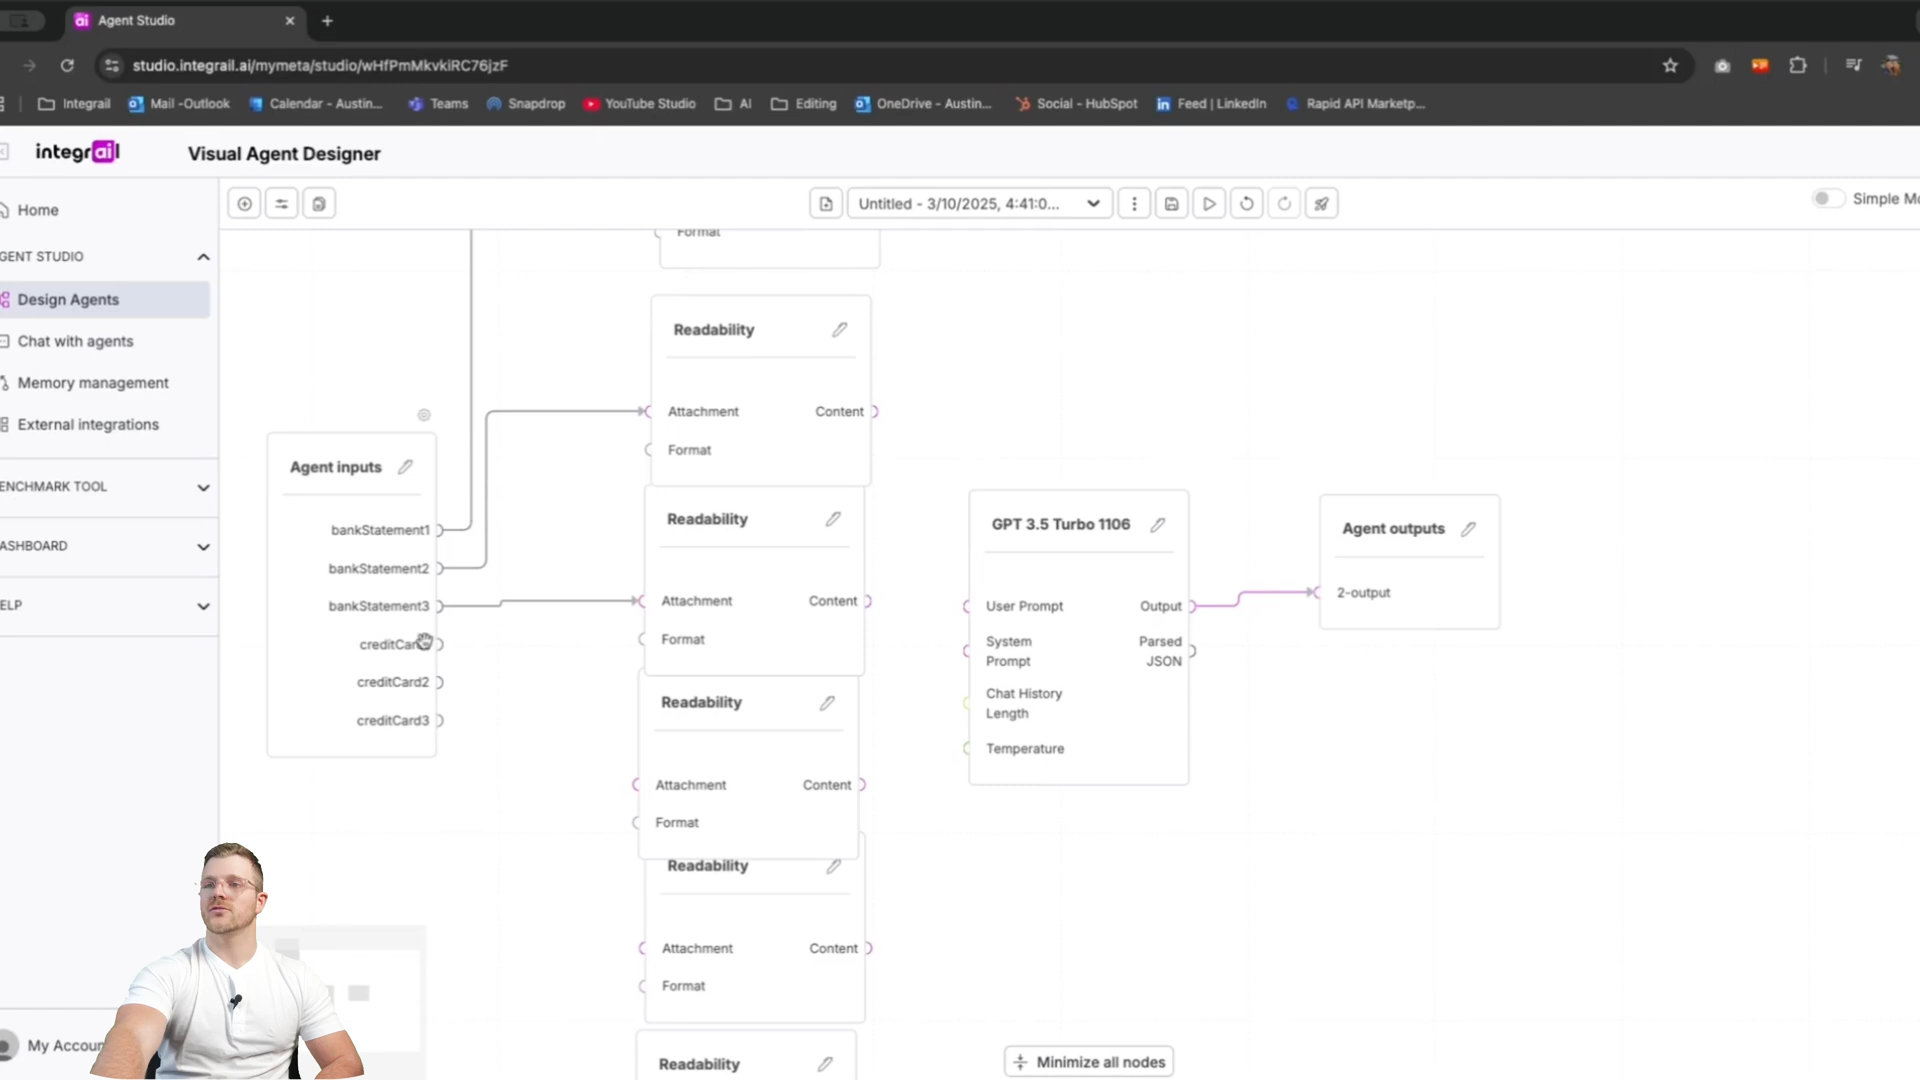 Agent Studio
studio.integrail.ai/mymeta/studio/wHfPmMkvkiRC76jzF
Integrail
Mail -Outlook
Calendar - Austin...
Teams
Snapdrop
YouTube Studio
AI
Editing
OneDrive - Austin...
Social - HubSpot
Feed | LinkedIn
Rapid API Marketp...
integrail
Visual Agent Designer
Untitled - 3/10/2025, 4:41:0...
Simple Mo
Home
GENT STUDIO
Design Agents
Chat with agents
Memory management
External integrations
ENCHMARK TOOL
ASHBOARD
ELP
My Accoun
Format
Readability
Attachment
Content
Format
Agent inputs
bankStatement1
bankStatement2
bankStatement3
creditCar
creditCard2
creditCard3
Readability
Attachment
Content
Format
Readability
Attachment
Content
Format
Readability
Attachment
Content
Format
Readability
GPT 3.5 Turbo 1106
User Prompt
Output
System
Prompt
Parsed
JSON
Chat History
Length
Temperature
Agent outputs
2-output
Minimize all nodes